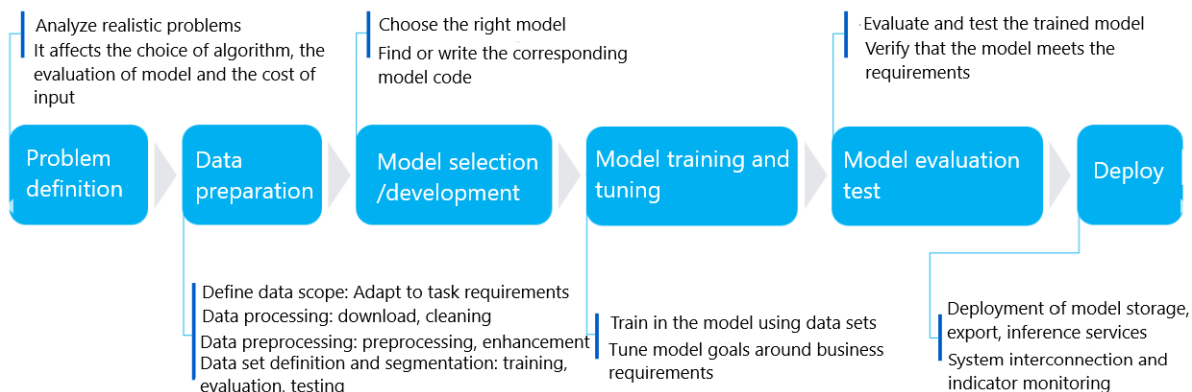 Analyze realistic problems
It affects the choice of algorithm, the
evaluation of model and the cost of
input
Choose the right model
Find or write the corresponding
model code
Evaluate and test the trained model
Verify that the model meets the
requirements
Problem
definition
Data
preparation
Model selection
/development
Model training and
tuning
Model evaluation
test
Deploy
Define data scope: Adapt to task requirements
Data processing: download, cleaning
Data preprocessing: preprocessing, enhancement
Data set definition and segmentation: training,
evaluation, testing
Train in the model using data sets
Tune model goals around business
requirements
Deployment of model storage,
export, inference services
System interconnection and
indicator monitoring